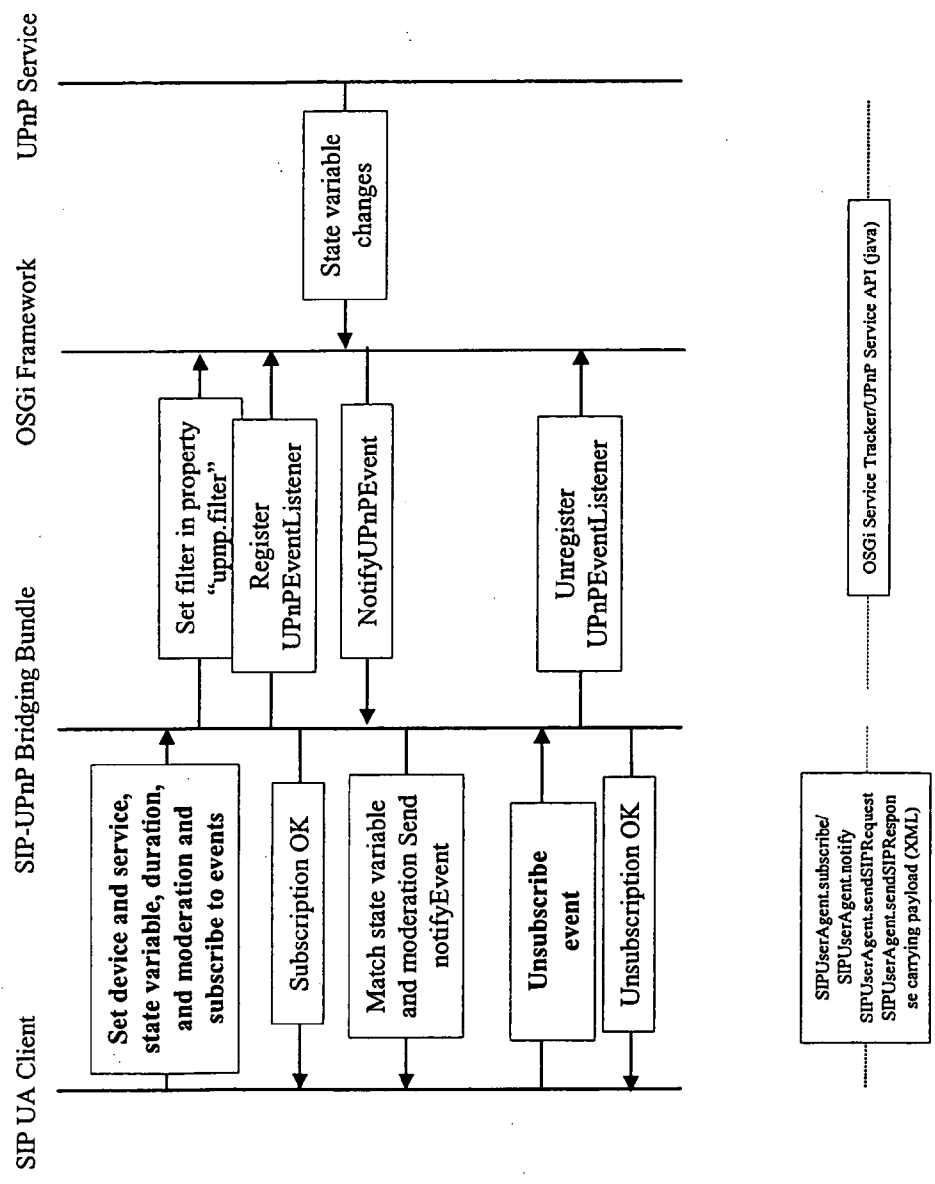 SIP UA Client
SIP-UPnP Bridging Bundle
OSGi Framework
UPnP Service
Set device and service,
state variable, duration,
and moderation and
subscribe to events
Set filter in property
“upnp.filter”
Register
UPnPEventListener
Subscription OK
State variable
changes
NotifyUPnPEvent
Match state variable
and moderation Send
notifyEvent
Unsubscribe
event
Unregister
UPnPEventListener
Unsubscription OK
SIPUserAgent.subscribe/
SIPUserAgent.notify
SIPUserAgent.sendSIPRequest
SIPUserAgent.sendSIPRespon
se carrying payload (XML)
OSGi Service Tracker/UPnP Service API (java)